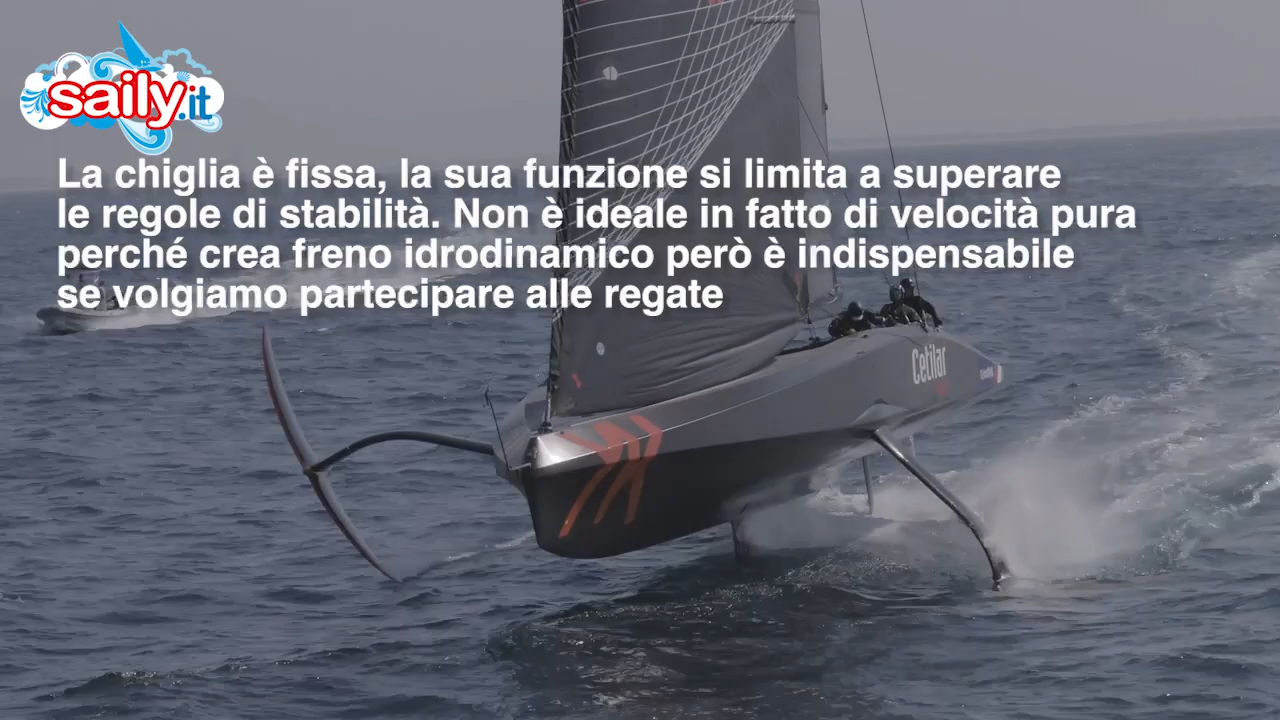 saily.it
La chiglia è fissa, la sua funzione si limita a superare
le regole di stabilità. Non è ideale in fatto di velocità pura
perché crea freno idrodinamico però è indispensabile
se volgiamo partecipare alle regate
Cetilar